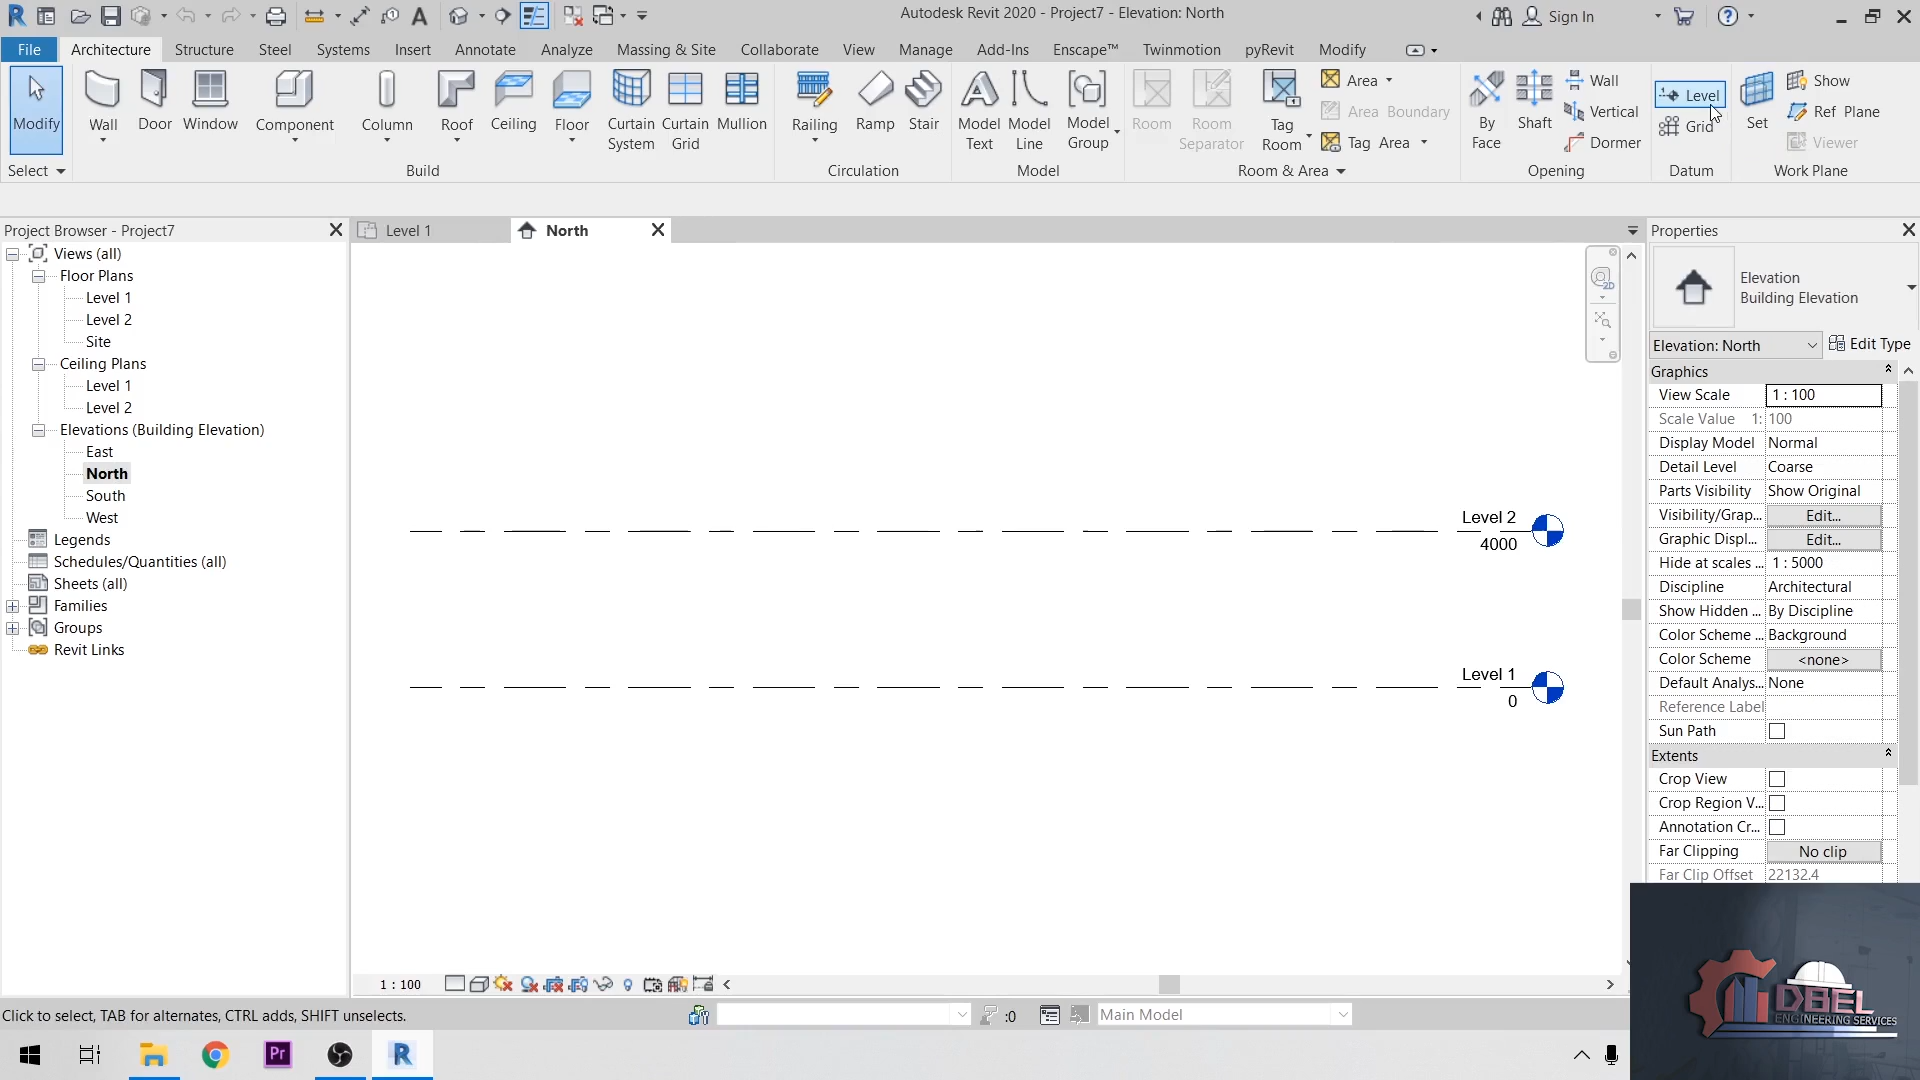 Autodesk Revit 2020 - Project7 - Elevation: North
Sign In
File Architecture Structure Steel Systems Insert Annotate Analyze Massing & Site Collaborate View Manage Add-Ins Enscape™ Twinmotion pyRevit Modify
Modify
Wall
Door
Window
Component
Column
Roof
Ceiling
Floor
Curtain System
Curtain Grid
Mullion
Railing
Ramp
Stair
Model Text
Model Line
Model Group
Room
Room Separator
Tag Room
Area
Area Boundary
Tag Area
By Face
Shaft
Wall
Vertical
Dormer
Level
Grid
Set
Show
Ref Plane
Viewer
Select
Build
Circulation
Model
Room & Area
Opening
Datum
Work Plane
Project Browser - Project7
Views (all)
Floor Plans
Level 1
Level 2
Site
Ceiling Plans
Level 1
Level 2
Elevations (Building Elevation)
East
North
South
West
Legends
Schedules/Quantities (all)
Sheets (all)
Families
Groups
Revit Links
Level 1
North
2D
Level 2
4000
Level 1
0
Properties
Elevation
Building Elevation
Elevation: North
Edit Type
Graphics
View Scale 1 : 100
Scale Value 1: 100
Display Model Normal
Detail Level Coarse
Parts Visibility Show Original
Visibility/Grap... Edit...
Graphic Displ... Edit...
Hide at scales ... 1 : 5000
Discipline Architectural
Show Hidden ... By Discipline
Color Scheme ... Background
Color Scheme <none>
Default Analys... None
Reference Label
Sun Path
Extents
Crop View
Crop Region V...
Annotation Cr...
Far Clipping No clip
Far Clip Offset 22132.4
1 : 100
Click to select, TAB for alternates, CTRL adds, SHIFT unselects.
:0
Main Model
Pr
R
DBEL
ENGINEERING SERVICES